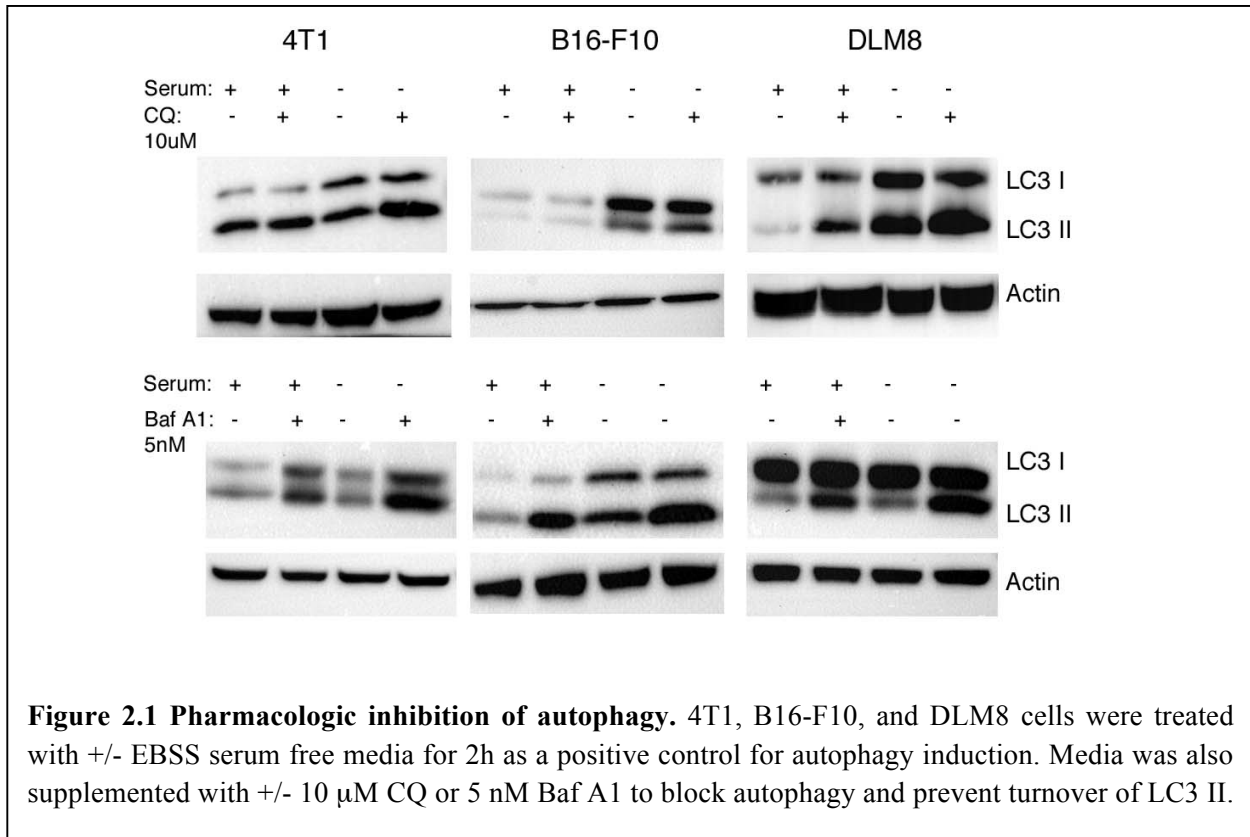 4T1 B16-F10 DLM8
Serum: + + - - + + - - + + - -
CQ: - + - + - + - + - + - +
10uM
LC3 I
LC3 II
Actin
Serum: + + - - + + - - + + - -
Baf A1: - + - + - + - - - + - -
5nM
LC3 I
LC3 II
Actin
Figure 2.1 Pharmacologic inhibition of autophagy. 4T1, B16-F10, and DLM8 cells were treated
with +/- EBSS serum free media for 2h as a positive control for autophagy induction. Media was also
supplemented with +/- 10 μM CQ or 5 nM Baf A1 to block autophagy and prevent turnover of LC3 II.